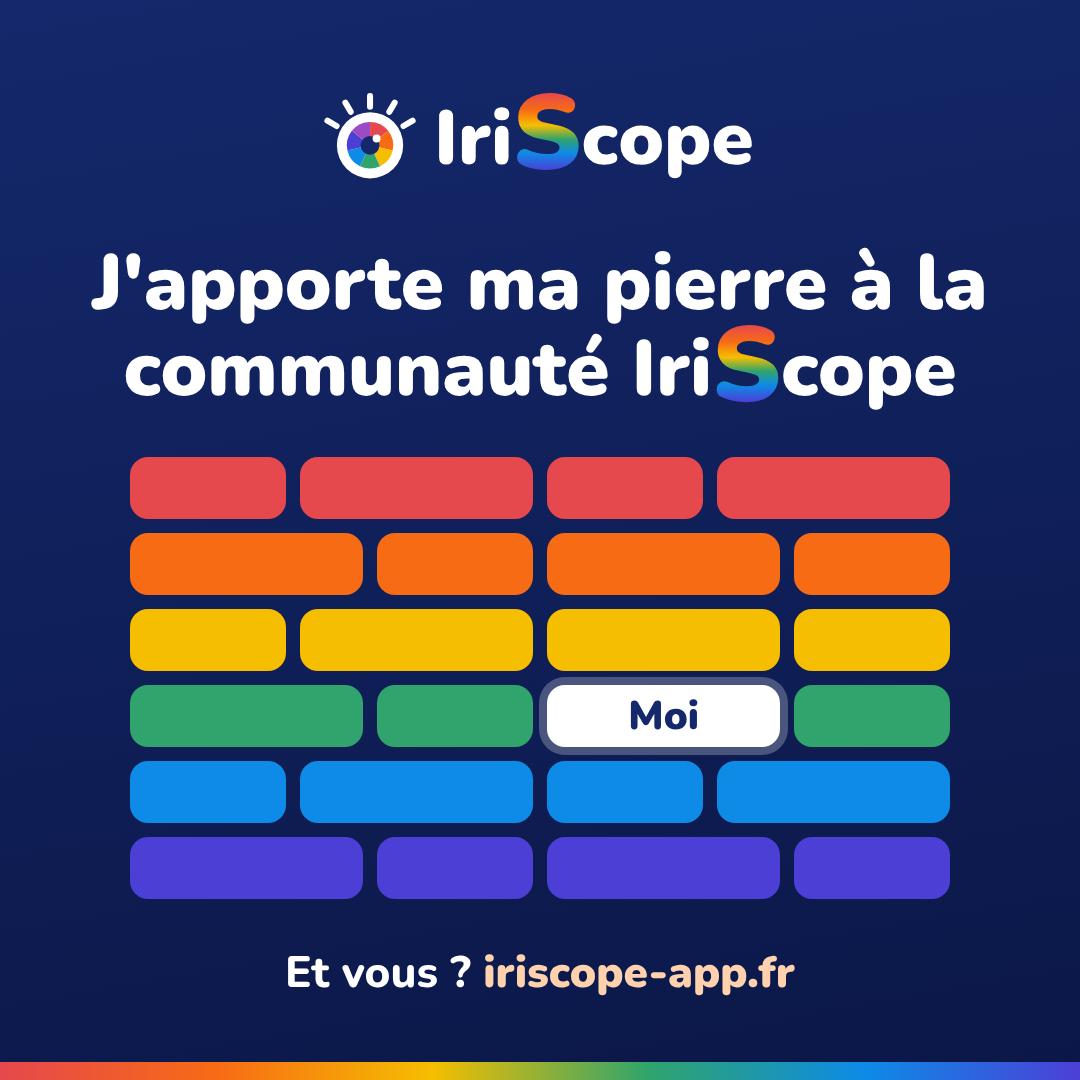 IriScope
J'apporte ma pierre à la
communauté IriScope
Moi
Et vous ? iriscope-app.fr